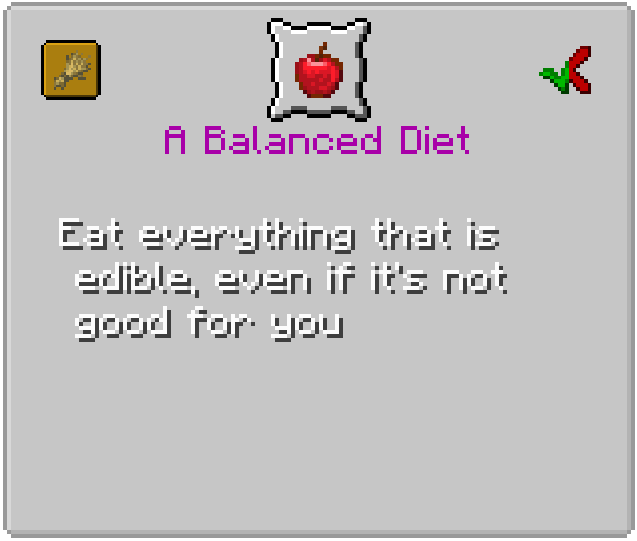 A Balanced Diet
Eat everything that is
edible, even if it's not
good for you